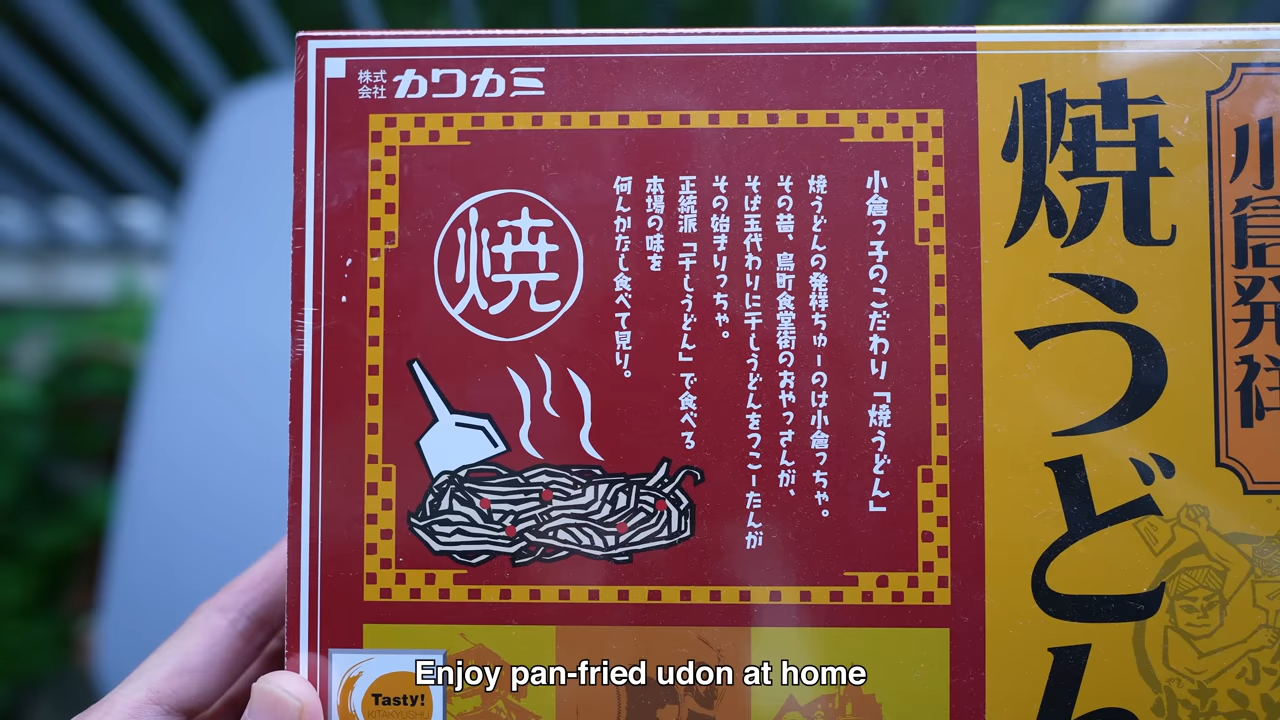 株式
会社
カワカミ
小倉っ子のこだわり「焼うどん」
焼うどんの発祥ちゅーのは小倉っちゃ。
その昔、鳥町食堂街のおやっさんが、
そば玉代わりに干しうどんをつこーたんが
その始まりっちゃ。
正統派「干しうどん」で食べる
本場の味を
何んかたし食べて見り。
焼
焼うどん
小倉発祥
Tasty!
KITAKYUSHU
Enjoy pan-fried udon at home